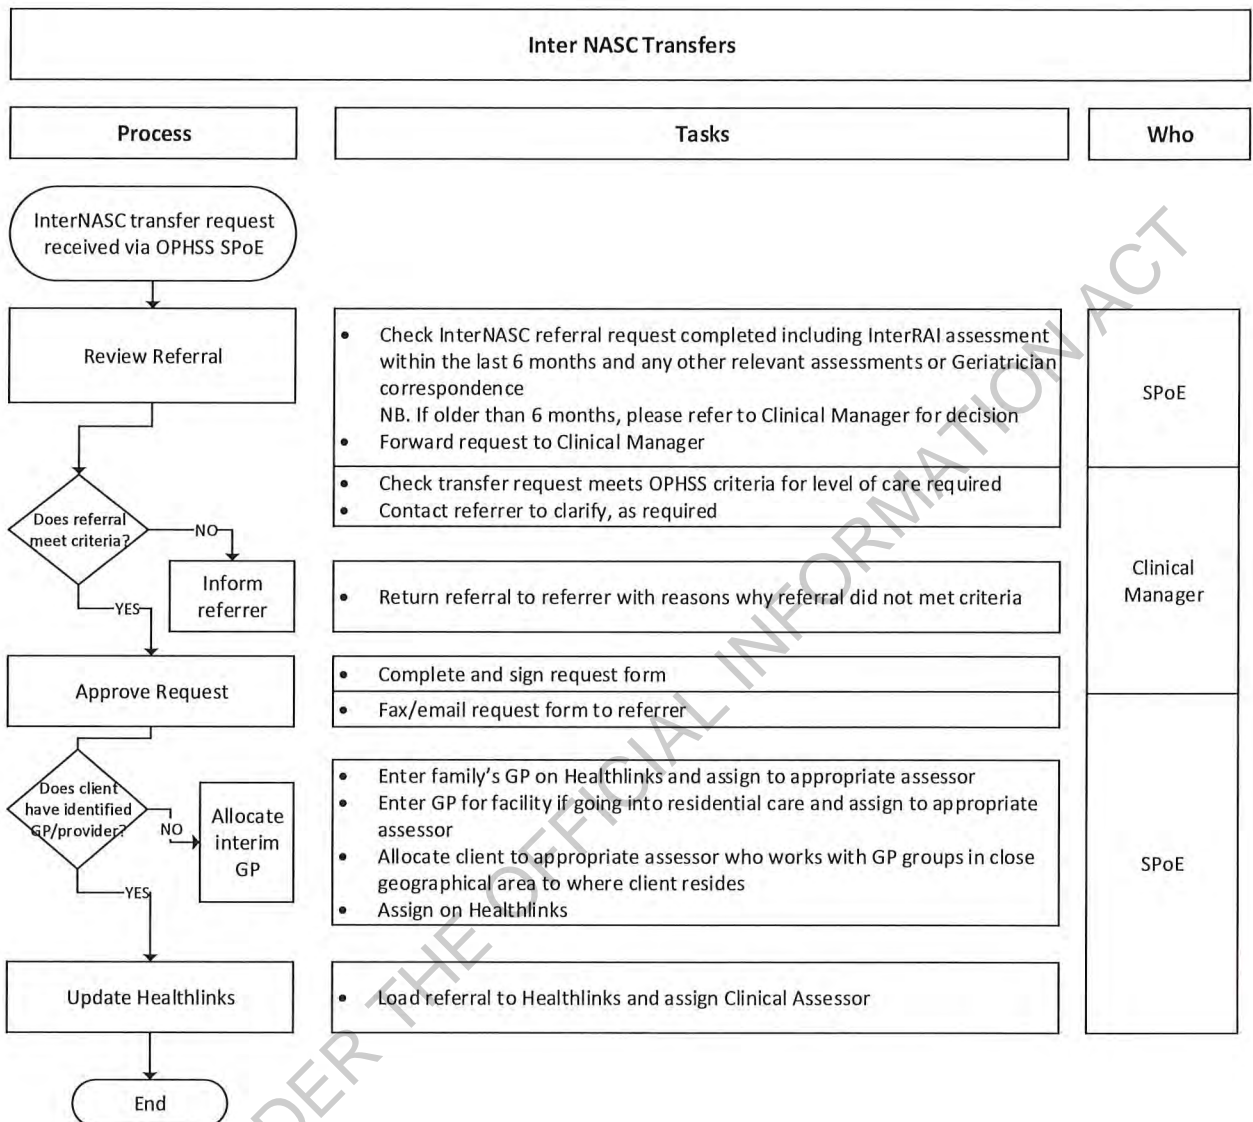 Inter NASC Transfers
Process
Tasks
Who
InterNASC transfer request
received via OPHSS SPoE
Review Referral
• Check InterNASC referral request completed including InterRAI assessment
within the last 6 months and any other relevant assessments or Geriatrician
correspondence
NB. If older than 6 months, please refer to Clinical Manager for decision
• Forward request to Clinical Manager
SPoE
Does referral
meet criteria?
NO
YES
• Check transfer request meets OPHSS criteria for level of care required
• Contact referrer to clarify, as required
Inform
referrer
• Return referral to referrer with reasons why referral did not met criteria
Clinical
Manager
Approve Request
• Complete and sign request form
• Fax/email request form to referrer
Does client
have identified
GP/provider?
NO
YES
Allocate
interim
GP
• Enter family's GP on Healthlinks and assign to appropriate assessor
• Enter GP for facility if going into residential care and assign to appropriate
assessor
• Allocate client to appropriate assessor who works with GP groups in close
geographical area to where client resides
• Assign on Healthlinks
SPoE
Update Healthlinks
• Load referral to Healthlinks and assign Clinical Assessor
End
DER THE OFFICIAL INFORMATION ACT